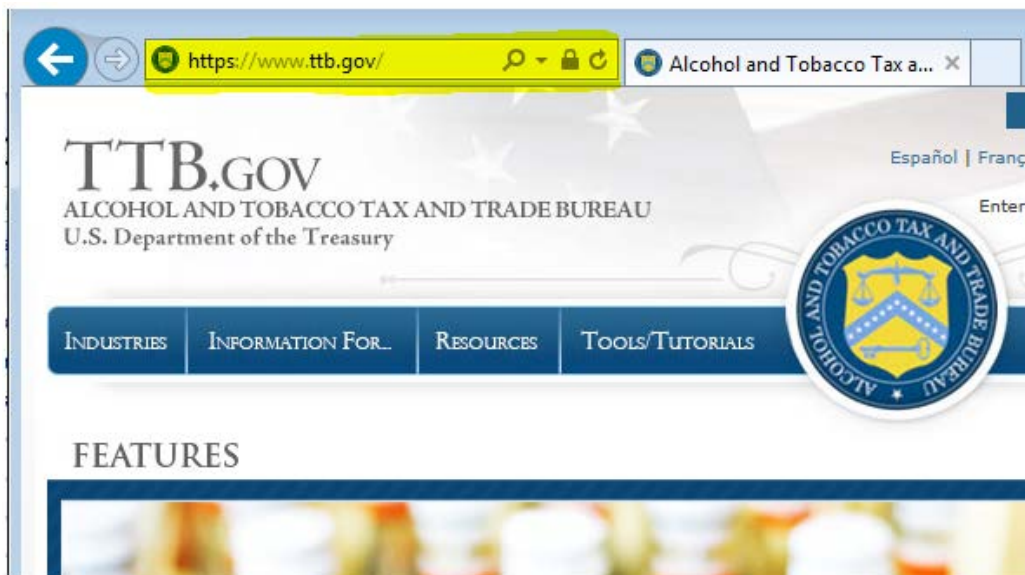 https://www.ttb.gov/
Alcohol and Tobacco Tax a...
TTB.GOV
ALCOHOL AND TOBACCO TAX AND TRADE BUREAU
U.S. Department of the Treasury
Español | Franç
Enter
ALCOHOL AND TOBACCO TAX AND TRADE BUREAU
INDUSTRIES
INFORMATION FOR...
RESOURCES
TOOLS/TUTORIALS
FEATURES